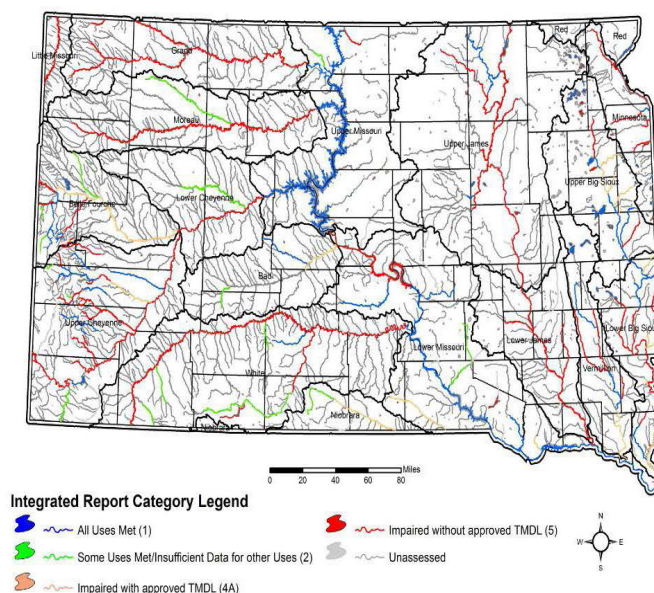 Red
Red
Little Missouri
Grand
Minnesota
Moreau
Upper Missouri
Upper James
Upper Big Sioux
Belle Fourche
Lower Cheyenne
Bad
Upper Cheyenne
Lower Missouri
Lower James
Lower Big Sioux
White
Vermillion
Niobrara
Niobrara
Miles
0 20 40 60 80
Integrated Report Category Legend
All Uses Met (1)
Impaired without approved TMDL (5)
Some Uses Met/Insufficient Data for other Uses (2)
Unassessed
Impaired with approved TMDL (4A)
N
W E
S